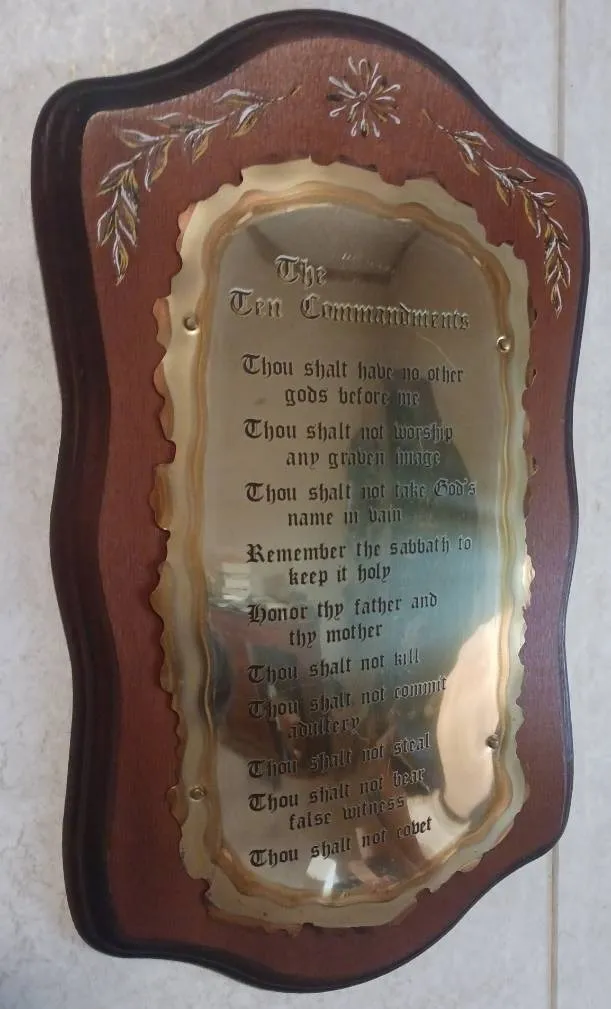 The
Ten Commandments
Thou shalt have no other
gods before me
Thou shalt not worship
any graven image
Thou shalt not take God's
name in vain
Remember the sabbath to
keep it holy
Honor thy father and
thy mother
Thou shalt not kill
Thou shalt not commit
adultery
Thou shalt not steal
Thou shalt not bear
false witness
Thou shalt not covet